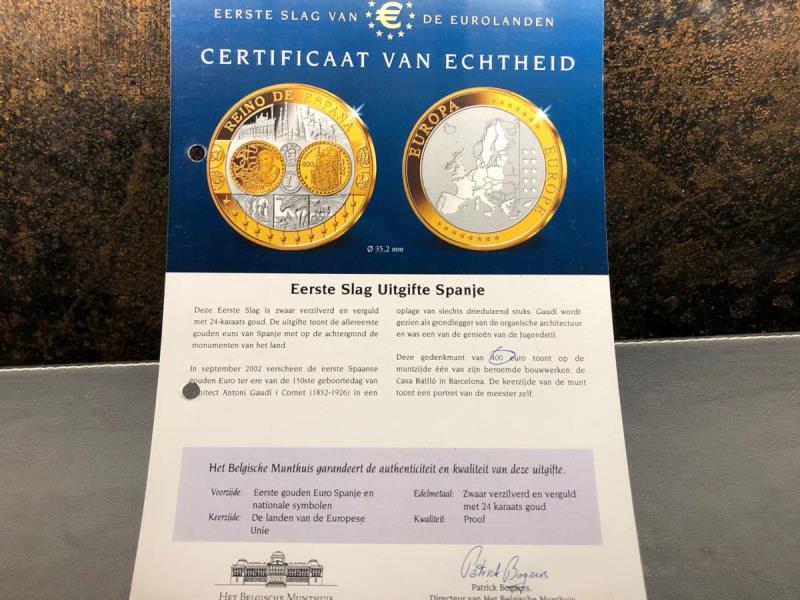 EERSTE SLAG VAN € DE EUROLANDEN
CERTIFICAAT VAN ECHTHEID
REINO DE ESPAÑA
EUROPA
EUROPE
Ø 35,2 mm
Eerste Slag Uitgifte Spanje
Deze Eerste Slag is zwaar verzilverd en verguld
met 24-karaats goud. De uitgifte toont de allereerste
gouden euro van Spanje met op de achtergrond de
monumenten van het land.
In september 2002 verscheen de eerste Spaanse
gouden Euro ter ere van de 150ste geboortedag van
architect Antoni Gaudí i Cornet (1852-1926) in een
oplage van slechts drieduizend stuks. Gaudí wordt
gezien als grondlegger van de organische architectuur
en was een van de genieën van de Jugendstil.
Deze gedenkmunt van 400 euro toont op de
muntzijde één van zijn beroemde bouwwerken, de
Casa Batlló in Barcelona. De keerzijde van de munt
toont een portret van de meester zelf.
Het Belgische Munthuis garandeert de authenticiteit en kwaliteit van deze uitgifte.
Voorzijde: Eerste gouden Euro Spanje en
nationale symbolen
Keerzijde: De landen van de Europese
Unie
Edelmetaal: Zwaar verzilverd en verguld
met 24 karaats goud
Kwaliteit: Proof
HET BELGISCHE MUNTHUIS
Patrick Bogaers
Patrick Bogaers,
Directeur van Het Belgische Munthuis